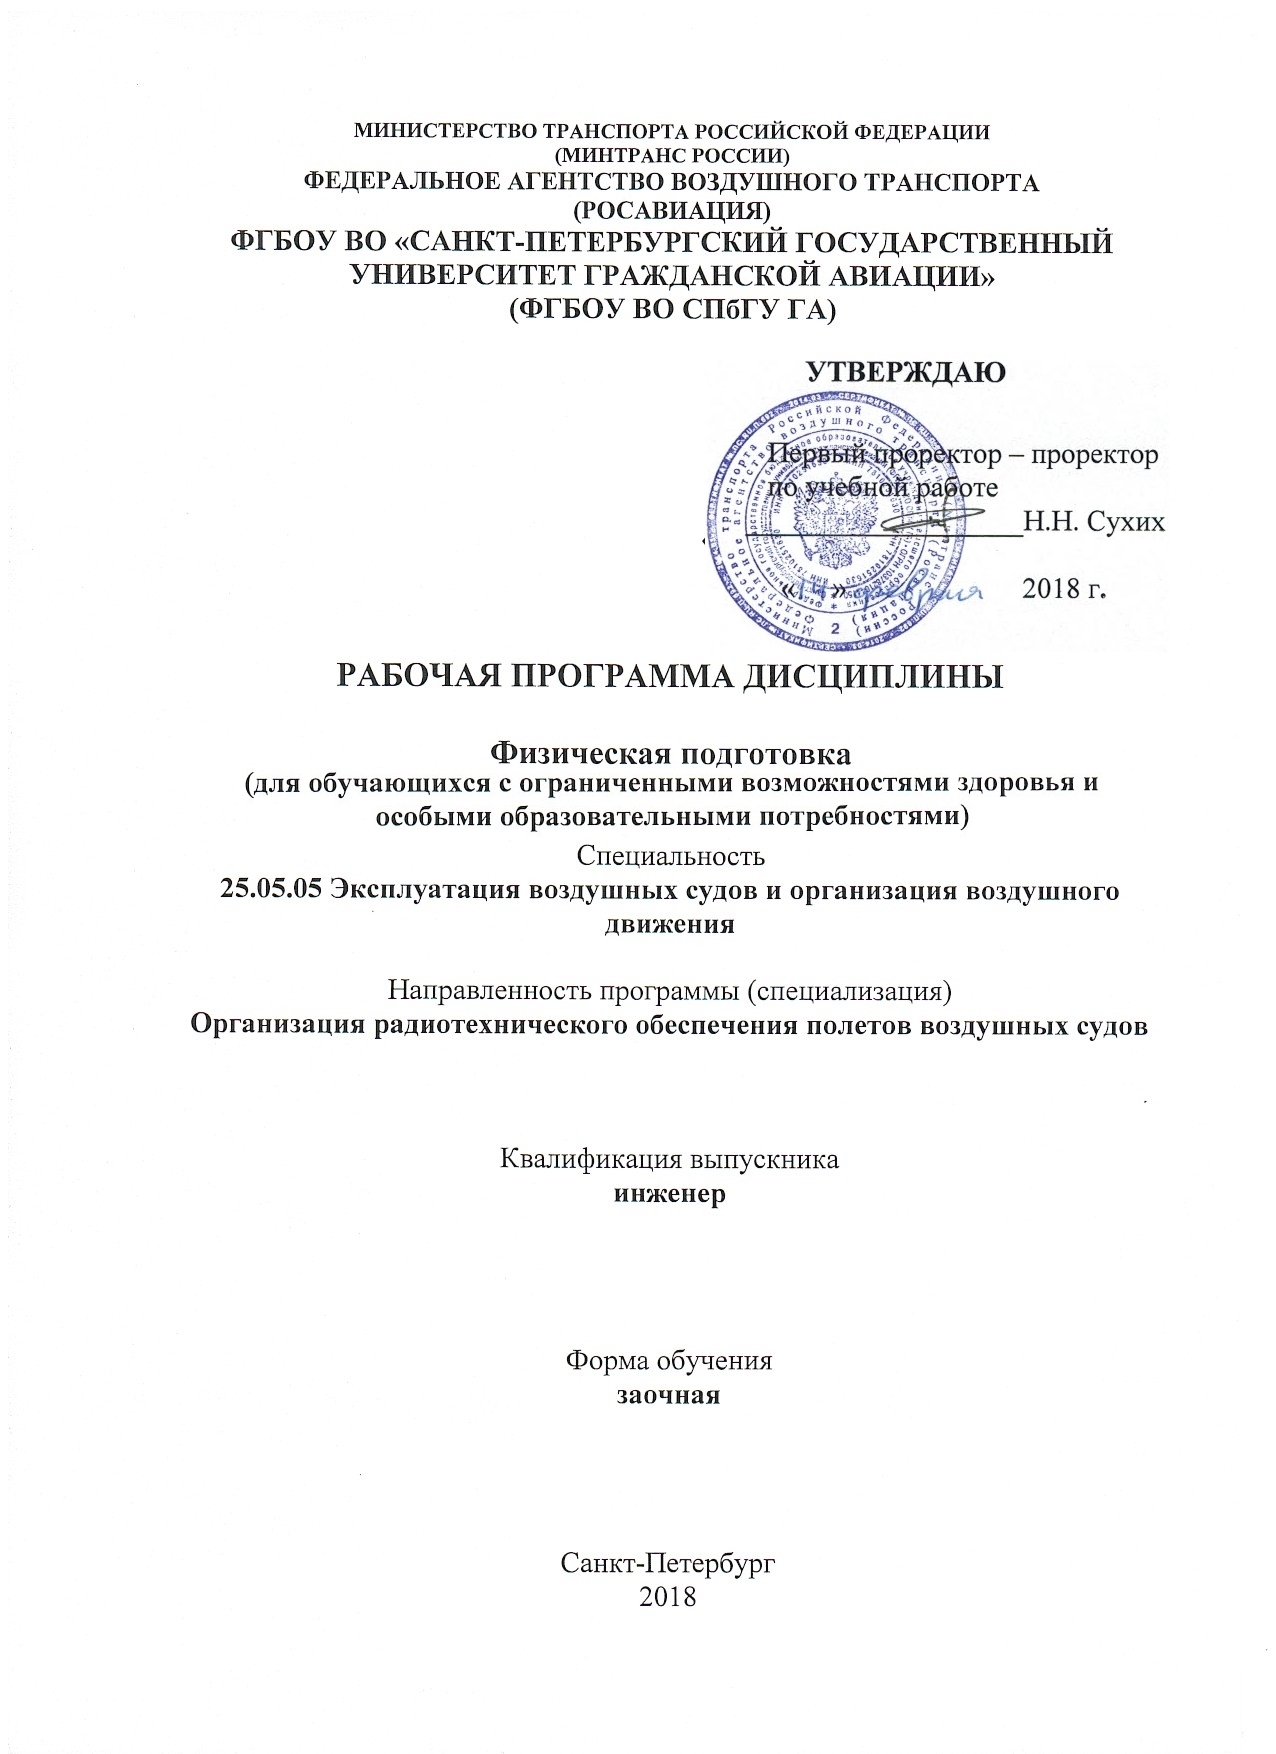 МИНИСТЕРСТВО ТРАНСПОРТА РОССИЙСКОЙ ФЕДЕРАЦИИ
(МИНТРАНС РОССИИ)
ФЕДЕРАЛЬНОЕ АГЕНТСТВО ВОЗДУШНОГО ТРАНСПОРТА
(РОСАВИАЦИЯ)
ФГБОУ ВО «САНКТ-ПЕТЕРБУРГСКИЙ ГОСУДАРСТВЕННЫЙ
УНИВЕРСИТЕТ ГРАЖДАНСКОЙ АВИАЦИИ»
(ФГБОУ ВО СПбГУ ГА)
УТВЕРЖДАЮ
Первый проректор – проректор
по учебной работе
Н.Н. Сухих
« » февраля 2018 г.
РАБОЧАЯ ПРОГРАММА ДИСЦИПЛИНЫ
Физическая подготовка
(для обучающихся с ограниченными возможностями здоровья и
особыми образовательными потребностями)
Специальность
25.05.05 Эксплуатация воздушных судов и организация воздушного
движения
Направленность программы (специализация)
Организация радиотехнического обеспечения полетов воздушных судов
Квалификация выпускника
инженер
Форма обучения
заочная
Санкт-Петербург
2018